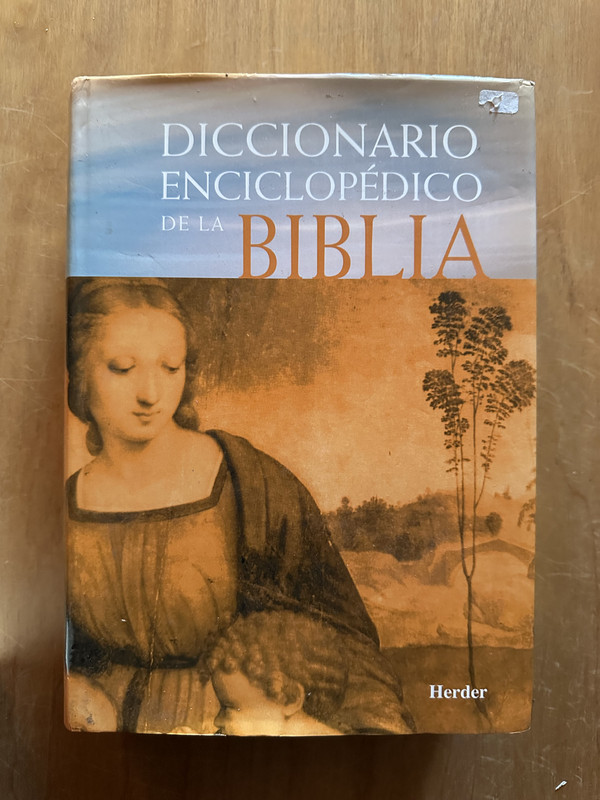 DICCIONARIO
ENCICLOPÉDICO
DE LA BIBLIA
Herder